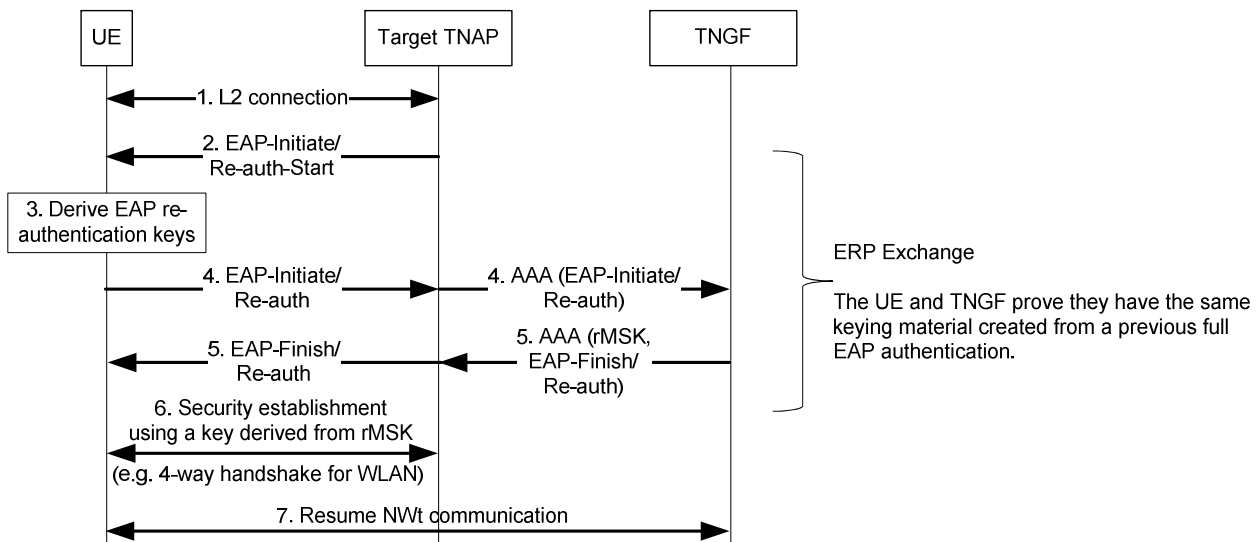 UE
Target TNAP
TNGF
1. L2 connection
2. EAP-Initiate/
Re-auth-Start
3. Derive EAP re-
authentication keys
4. EAP-Initiate/
Re-auth
4. AAA (EAP-Initiate/
Re-auth)
5. EAP-Finish/
Re-auth
5. AAA (rMSK,
EAP-Finish/
Re-auth)
ERP Exchange
The UE and TNGF prove they have the same
keying material created from a previous full
EAP authentication.
6. Security establishment
using a key derived from rMSK
(e.g. 4-way handshake for WLAN)
7. Resume NWt communication